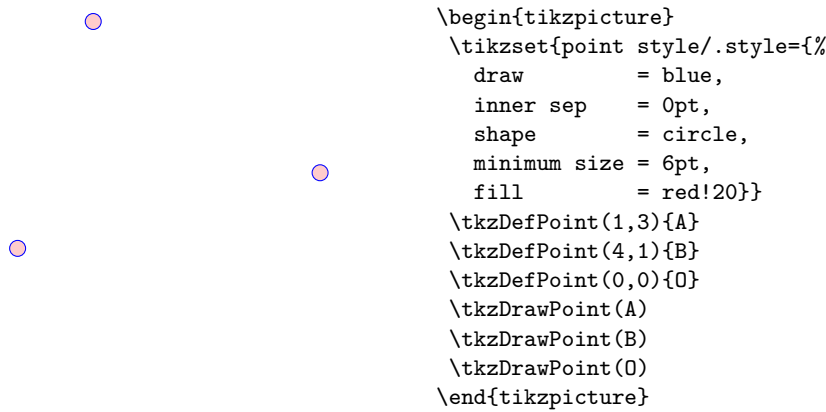 \begin{tikzpicture}
 \tikzset{point style/.style={%
   draw         = blue,
   inner sep    = 0pt,
   shape        = circle,
   minimum size = 6pt,
   fill         = red!20}}
 \tkzDefPoint(1,3){A}
 \tkzDefPoint(4,1){B}
 \tkzDefPoint(0,0){O}
 \tkzDrawPoint(A)
 \tkzDrawPoint(B)
 \tkzDrawPoint(O)
\end{tikzpicture}